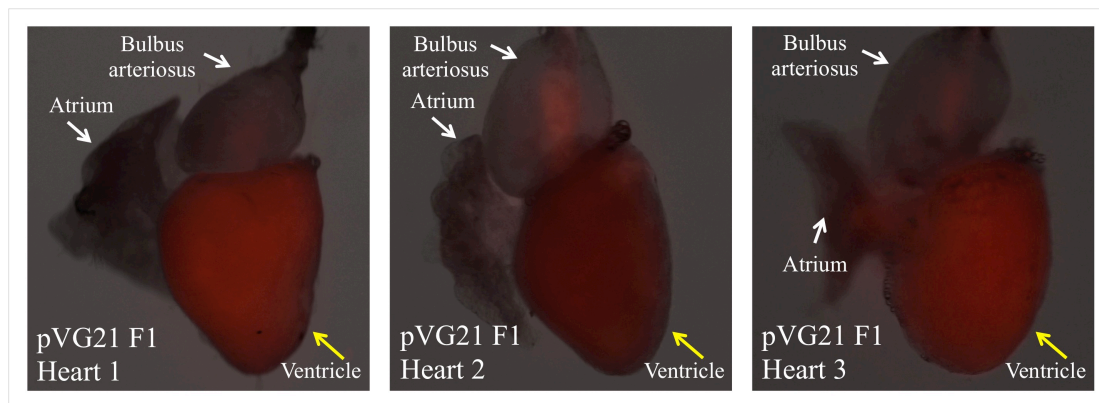 Bulbus
arteriosus
Atrium
pVG21 F1
Heart 1
Ventricle
Bulbus
arteriosus
Atrium
pVG21 F1
Heart 2
Ventricle
Bulbus
arteriosus
Atrium
pVG21 F1
Heart 3
Ventricle